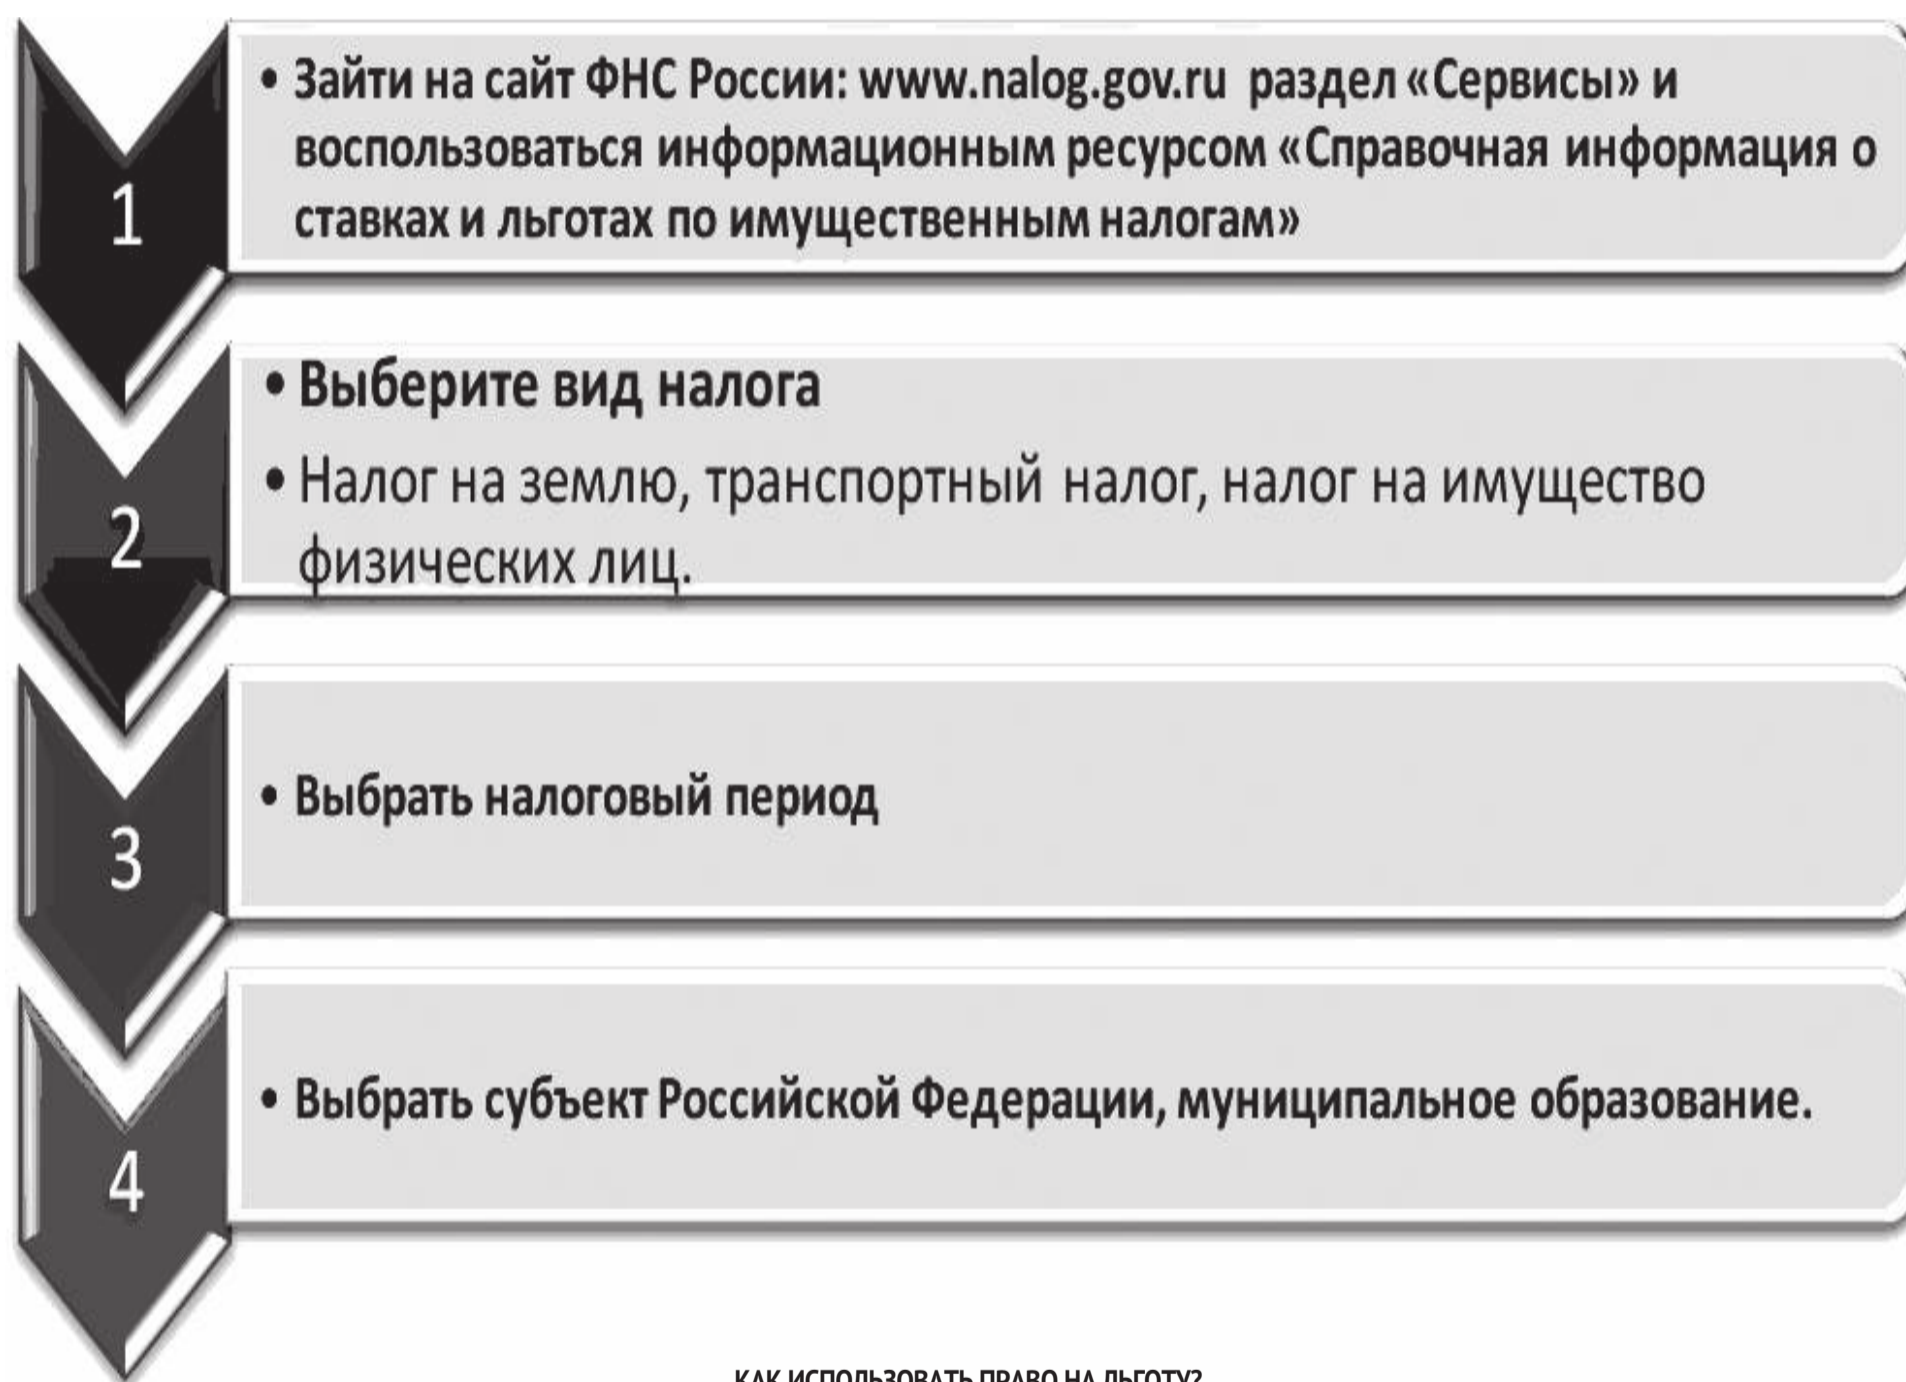 1
• Зайти на сайт ФНС России: www.nalog.gov.ru раздел «Сервисы» и
воспользоваться информационным ресурсом «Справочная информация о
ставках и льготах по имущественным налогам»
2
• Выберите вид налога
• Налог на землю, транспортный налог, налог на имущество
физических лиц.
3
• Выбрать налоговый период
4
• Выбрать субъект Российской Федерации, муниципальное образование.
КАК ИСПОЛЬЗОВАТЬ ПРАВО НА ЛЬГОТУ?